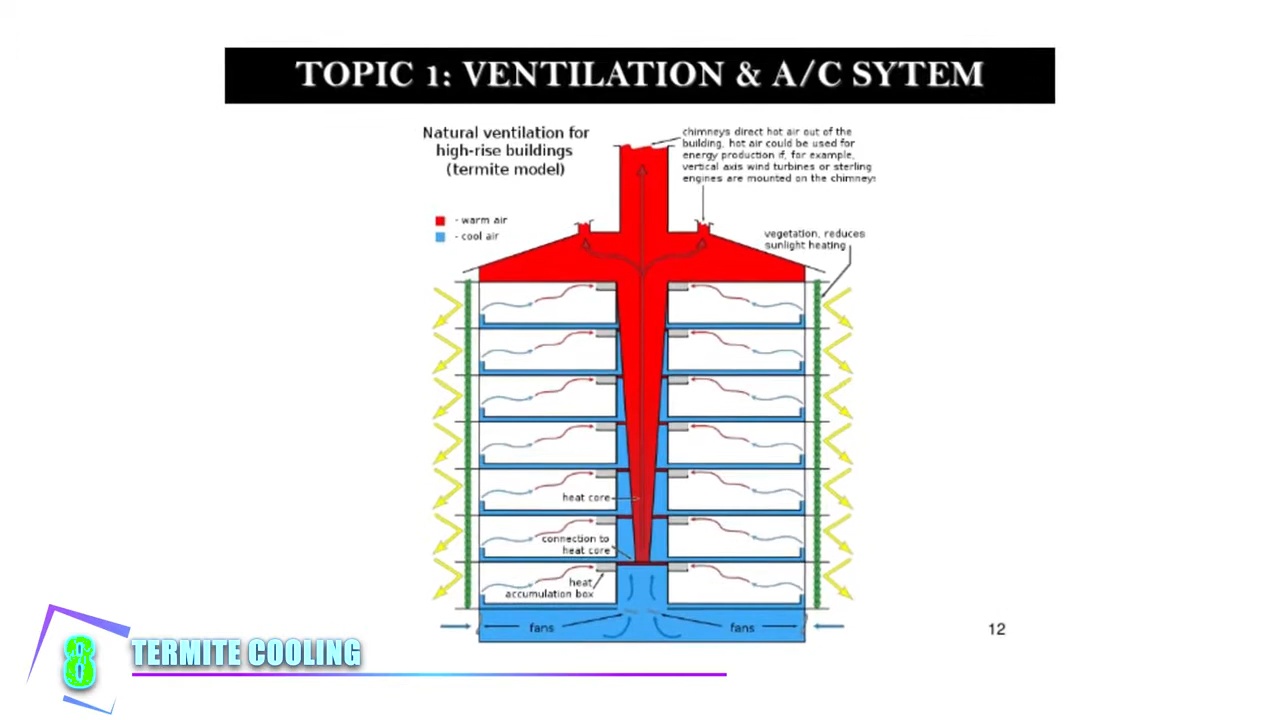 TOPIC 1: VENTILATION & A/C SYTEM
Natural ventilation for
high-rise buildings
(termite model)
chimneys direct hot air out of the
building, hot air could be used for
energy production if, for example,
vertical axis wind turbines or sterling
engines are mounted on the chimneys
- warm air
- cool air
vegetation, reduces
sunlight heating
heat core
connection to
heat core
heat
accumulation box
fans
fans
12
8
TERMITE COOLING